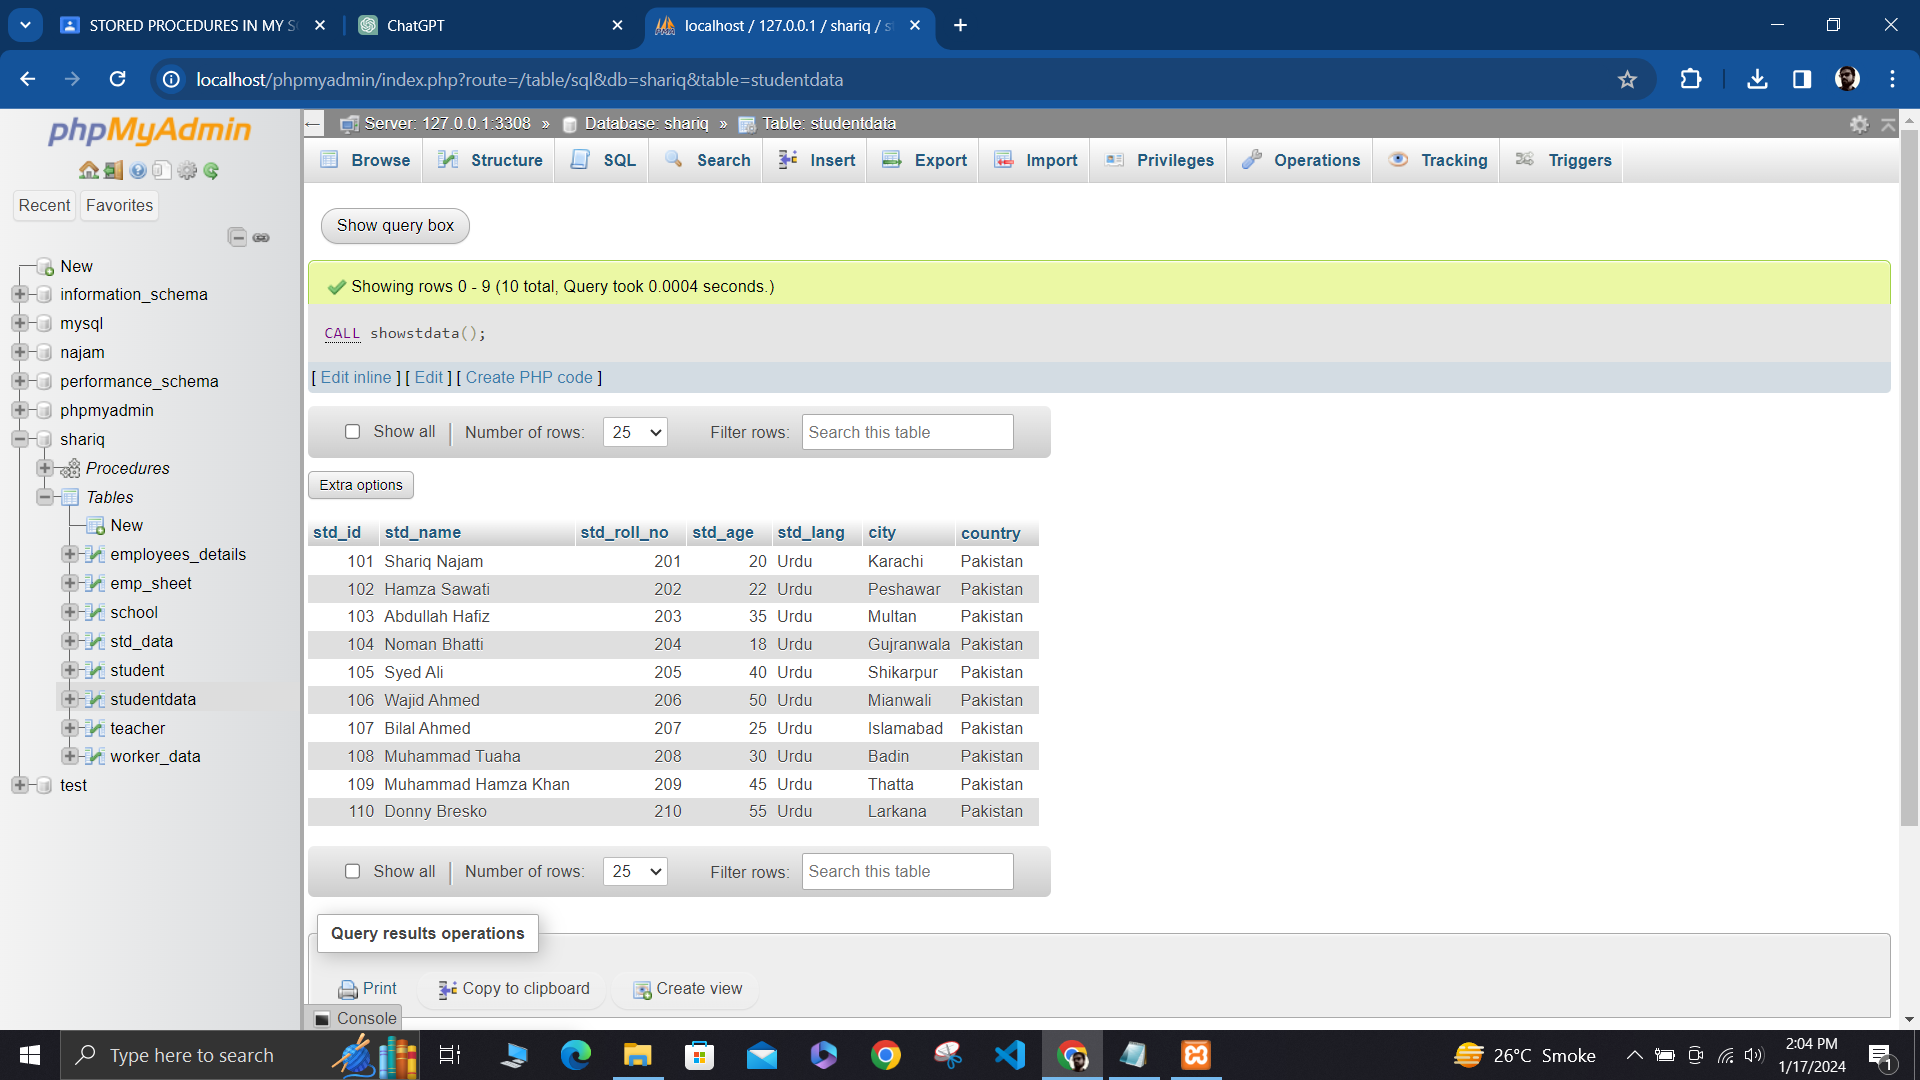 STORED PROCEDURES IN MY S
ChatGPT
localhost / 127.0.0.1 / shariq / s
localhost/phpmyadmin/index.php?route=/table/sql&db=shariq&table=studentdata
phpMyAdmin
Recent Favorites
New
information_schema
mysql
najam
performance_schema
phpmyadmin
shariq
Procedures
Tables
New
employees_details
emp_sheet
school
std_data
student
studentdata
teacher
worker_data
test
Server: 127.0.0.1:3308 » Database: shariq » Table: studentdata
Browse Structure SQL Search Insert Export Import Privileges Operations Tracking Triggers
Show query box
Showing rows 0 - 9 (10 total, Query took 0.0004 seconds.)
CALL showstdata();
[ Edit inline ] [ Edit ] [ Create PHP code ]
Show all | Number of rows: 25 Filter rows: Search this table
Extra options
std_id std_name std_roll_no std_age std_lang city country
101 Shariq Najam 201 20 Urdu Karachi Pakistan
102 Hamza Sawati 202 22 Urdu Peshawar Pakistan
103 Abdullah Hafiz 203 35 Urdu Multan Pakistan
104 Noman Bhatti 204 18 Urdu Gujranwala Pakistan
105 Syed Ali 205 40 Urdu Shikarpur Pakistan
106 Wajid Ahmed 206 50 Urdu Mianwali Pakistan
107 Bilal Ahmed 207 25 Urdu Islamabad Pakistan
108 Muhammad Tuaha 208 30 Urdu Badin Pakistan
109 Muhammad Hamza Khan 209 45 Urdu Thatta Pakistan
110 Donny Bresko 210 55 Urdu Larkana Pakistan
Show all | Number of rows: 25 Filter rows: Search this table
Query results operations
Print Copy to clipboard Create view
Console
Type here to search
26°C Smoke
2:04 PM
1/17/2024
1